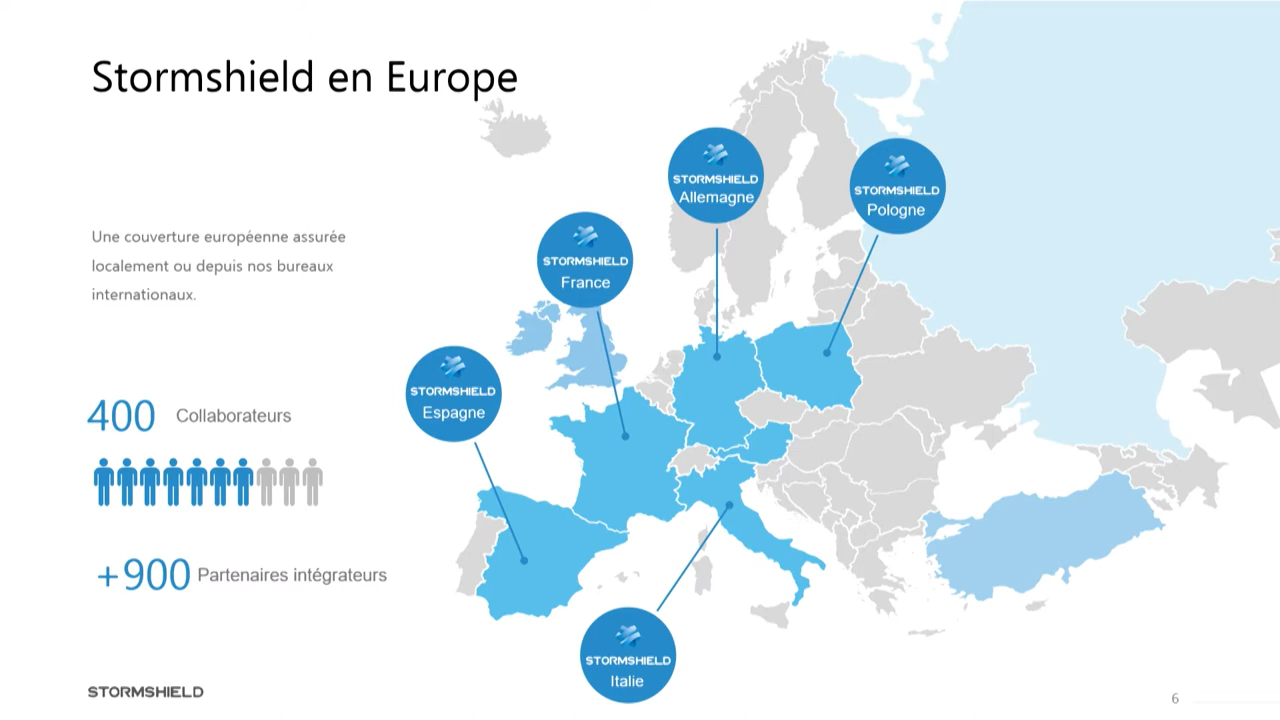 Stormshield en Europe
Une couverture européenne assurée
localement ou depuis nos bureaux
internationaux.
400 Collaborateurs
+900 Partenaires intégrateurs
STORMSHIELD
Allemagne
STORMSHIELD
Pologne
STORMSHIELD
France
STORMSHIELD
Espagne
STORMSHIELD
Italie
STORMSHIELD
6